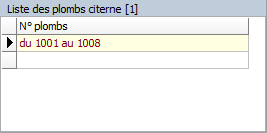 Liste des plombs citerne [1]
N° plombs
du 1001 au 1008